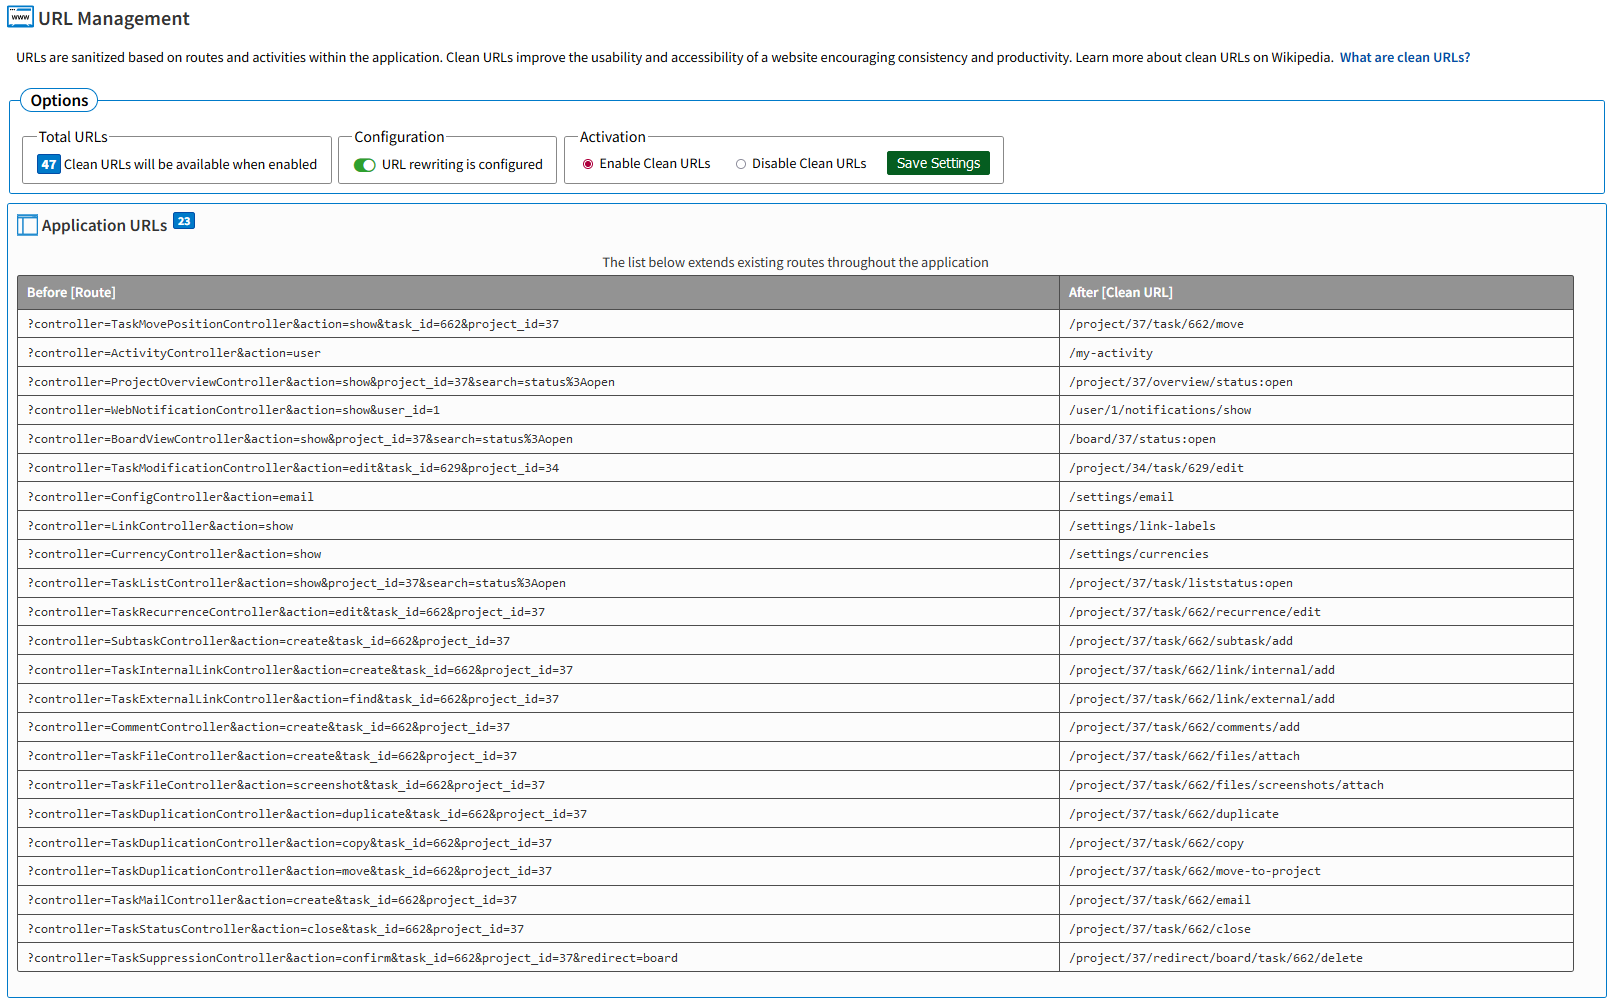 www URL Management
URLs are sanitized based on routes and activities within the application. Clean URLs improve the usability and accessibility of a website encouraging consistency and productivity. Learn more about clean URLs on Wikipedia. What are clean URLs?
Options
Total URLs
47 Clean URLs will be available when enabled
Configuration
URL rewriting is configured
Activation
Enable Clean URLs Disable Clean URLs Save Settings
Application URLs 23
The list below extends existing routes throughout the application
Before [Route] After [Clean URL]
?controller=TaskMovePositionController&action=show&task_id=662&project_id=37 /project/37/task/662/move
?controller=ActivityController&action=user /my-activity
?controller=ProjectOverviewController&action=show&project_id=37&search=status%3Aopen /project/37/overview/status:open
?controller=WebNotificationController&action=show&user_id=1 /user/1/notifications/show
?controller=BoardViewController&action=show&project_id=37&search=status%3Aopen /board/37/status:open
?controller=TaskModificationController&action=edit&task_id=629&project_id=34 /project/34/task/629/edit
?controller=ConfigController&action=email /settings/email
?controller=LinkController&action=show /settings/link-labels
?controller=CurrencyController&action=show /settings/currencies
?controller=TaskListController&action=show&project_id=37&search=status%3Aopen /project/37/task/liststatus:open
?controller=TaskRecurrenceController&action=edit&task_id=662&project_id=37 /project/37/task/662/recurrence/edit
?controller=SubtaskController&action=create&task_id=662&project_id=37 /project/37/task/662/subtask/add
?controller=TaskInternalLinkController&action=create&task_id=662&project_id=37 /project/37/task/662/link/internal/add
?controller=TaskExternalLinkController&action=find&task_id=662&project_id=37 /project/37/task/662/link/external/add
?controller=CommentController&action=create&task_id=662&project_id=37 /project/37/task/662/comments/add
?controller=TaskFileController&action=create&task_id=662&project_id=37 /project/37/task/662/files/attach
?controller=TaskFileController&action=screenshot&task_id=662&project_id=37 /project/37/task/662/files/screenshots/attach
?controller=TaskDuplicationController&action=duplicate&task_id=662&project_id=37 /project/37/task/662/duplicate
?controller=TaskDuplicationController&action=copy&task_id=662&project_id=37 /project/37/task/662/copy
?controller=TaskDuplicationController&action=move&task_id=662&project_id=37 /project/37/task/662/move-to-project
?controller=TaskMailController&action=create&task_id=662&project_id=37 /project/37/task/662/email
?controller=TaskStatusController&action=close&task_id=662&project_id=37 /project/37/task/662/close
?controller=TaskSuppressionController&action=confirm&task_id=662&project_id=37&redirect=board /project/37/redirect/board/task/662/delete